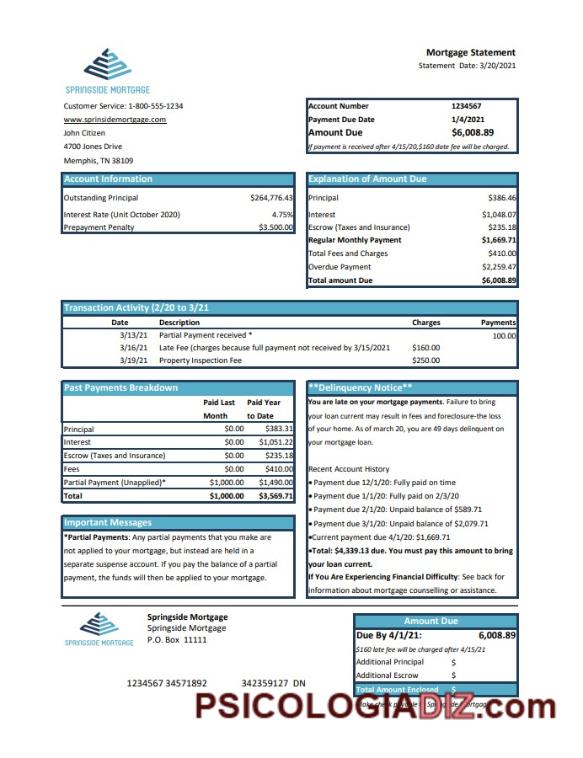 SPRINGSIDE MORTGAGE
Mortgage Statement
Statement Date: 3/20/2021
Customer Service: 1-800-555-1234
www.sprinsidemortgage.com
John Citizen
4700 Jones Drive
Memphis, TN 38109
Account Number 1234567
Payment Due Date 1/4/2021
Amount Due $6,008.89
If payment is received after 4/15/20,$160 date fee will be charged.
Account Information
Outstanding Principal $264,776.43
Interest Rate (Unit October 2020) 4.75%
Prepayment Penalty $3.500.00
Explanation of Amount Due
Principal $386.46
Interest $1,048.07
Escrow (Taxes and Insurance) $235.18
Regular Monthly Payment $1,669.71
Total Fees and Charges $410.00
Overdue Payment $2,259.47
Total amount Due $6,008.89
Transaction Activity (2/20 to 3/21
Date Description Charges Payments
3/13/21 Partial Payment received * 100.00
3/16/21 Late Fee (charges because full payment not received by 3/15/2021 $160.00
3/19/21 Property Inspection Fee $250.00
Past Payments Breakdown
Paid Last Paid Year
Month to Date
Principal $0.00 $383.31
Interest $0.00 $1,051.22
Escrow (Taxes and Insurance) $0.00 $235.18
Fees $0.00 $410.00
Partial Payment (Unapplied)* $1,000.00 $1,490.00
Total $1,000.00 $3,569.71
Important Messages
*Partial Payments: Any partial payments that you make are
not applied to your mortgage, but instead are held in a
separate suspense account. If you pay the balance of a partial
payment, the funds will then be applied to your mortgage.
**Delinquency Notice**
You are late on your mortgage payments. Failure to bring
your loan current may result in fees and foreclosure-the loss
of your home. As of march 20, you are 49 days delinquent on
your mortgage loan.
Recent Account History
• Payment due 12/1/20: Fully paid on time
• Payment due 1/1/20: Fully paid on 2/3/20
• Payment due 2/1/20: Unpaid balance of $589.71
• Payment due 3/1/20: Unpaid balance of $2,079.71
•Current payment due 4/1/20: $1,669.71
•Total: $4,339.13 due. You must pay this amount to bring
your loan current.
If You Are Experiencing Financial Difficulty: See back for
information about mortgage counselling or assistance.
SPRINGSIDE MORTGAGE
Springside Mortgage
Springside Mortgage
P.O. Box 11111
1234567 34571892 342359127 DN
Amount Due
Due By 4/1/21: 6,008.89
$160 late fee will be charged after 4/15/21
Additional Principal $
Additional Escrow $
Total Amount Enclosed $
PSICOLOGIADIZ.com